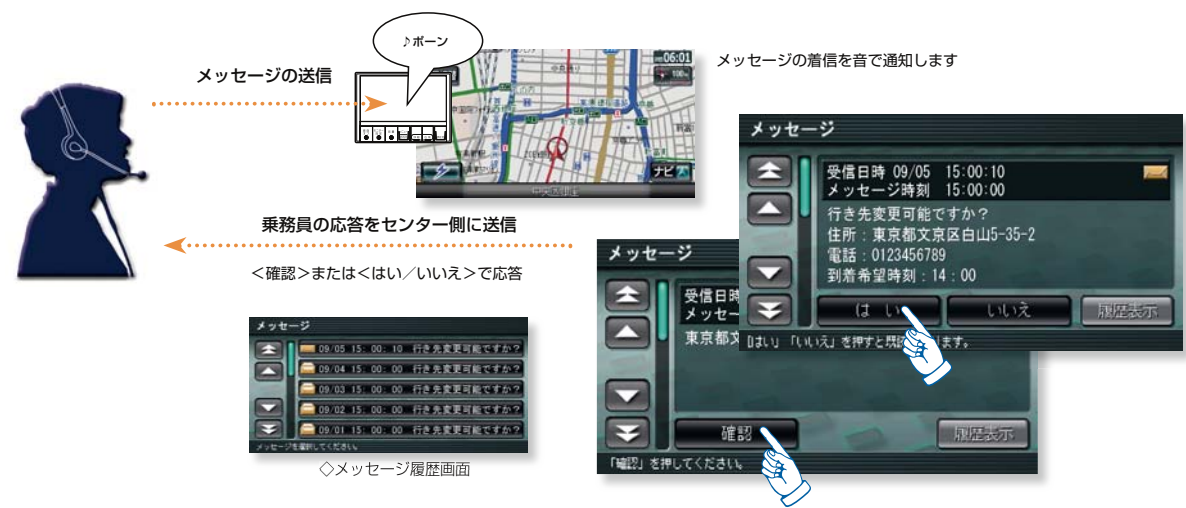 ♪ボーン
メッセージの送信
06:01
100m
ナビ
メッセージの着信を音で通知します
乗務員の応答をセンター側に送信
<確認>または<はい／いいえ>で応答
メッセージ
受信日時 09/05 15:00:10
メッセージ時刻 15:00:00
行き先変更可能ですか？
住所：東京都文京区白山5-35-2
電話：0123456789
到着希望時刻：14：00
はい
いいえ
履歴表示
「はい」「いいえ」を押すと既読
ます。
メッセージ
受信日時
メッセー
東京都文
確認
履歴表示
「確認」を押してください。
メッセージ
09/05 15:00:10 行き先変更可能ですか？
09/04 15:00:00 行き先変更可能ですか？
09/03 15:00:00 行き先変更可能ですか？
09/02 15:00:00 行き先変更可能ですか？
09/01 15:00:00 行き先変更可能ですか？
メッセージを選択してください。
◇メッセージ履歴画面